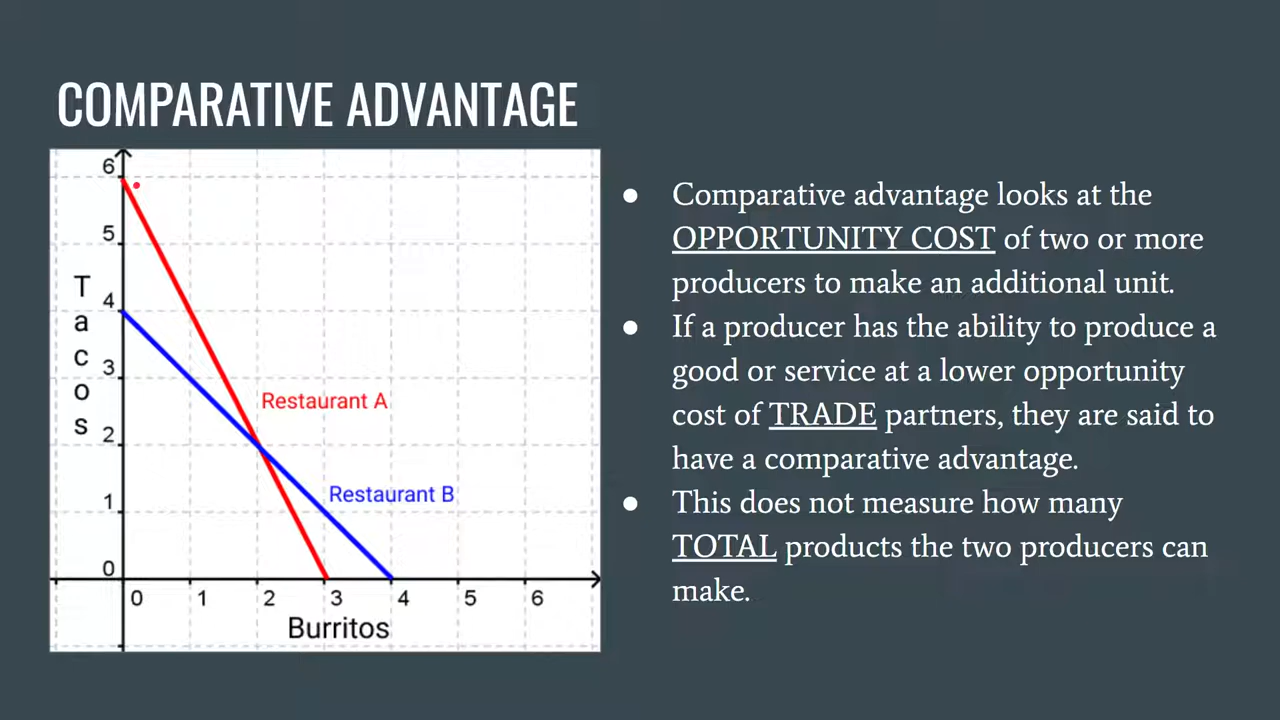 COMPARATIVE ADVANTAGE
6
5
4
3
2
1
0
T
a
c
o
s
Restaurant A
Restaurant B
0 1 2 3 4 5 6
Burritos
● Comparative advantage looks at the
OPPORTUNITY COST of two or more
producers to make an additional unit.
● If a producer has the ability to produce a
good or service at a lower opportunity
cost of TRADE partners, they are said to
have a comparative advantage.
● This does not measure how many
TOTAL products the two producers can
make.